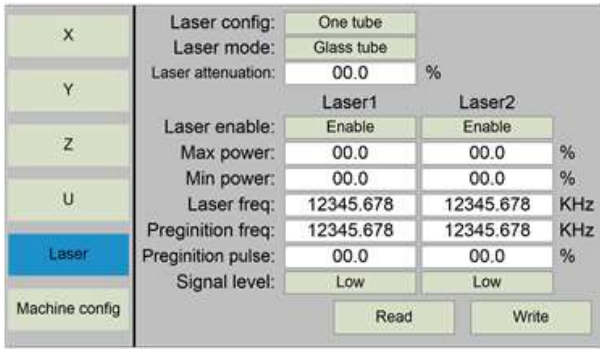 X
Y
Z
U
Laser
Machine config
Laser config: One tube
Laser mode: Glass tube
Laser attenuation: 00.0 %
Laser1 Laser2
Laser enable: Enable Enable
Max power: 00.0 00.0 %
Min power: 00.0 00.0 %
Laser freq: 12345.678 12345.678 KHz
Preginition freq: 12345.678 12345.678 KHz
Preginition pulse: 00.0 00.0 %
Signal level: Low Low
Read Write